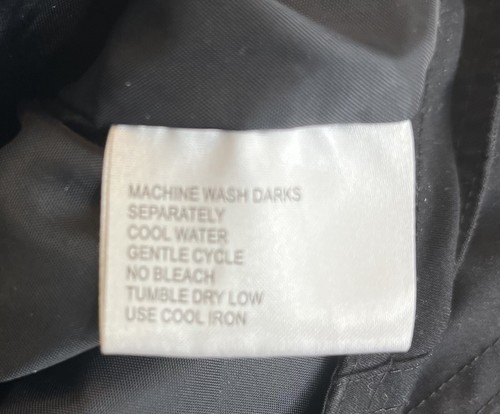 MACHINE WASH DARKS
SEPARATELY
COOL WATER
GENTLE CYCLE
NO BLEACH
TUMBLE DRY LOW
USE COOL IRON